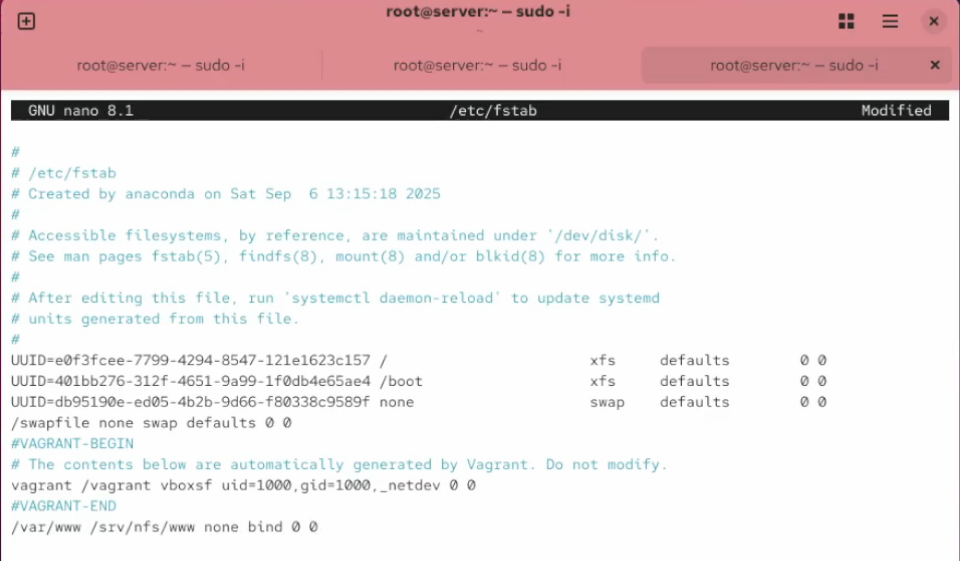 root@server:~ — sudo -i
~
root@server:~ — sudo -i root@server:~ — sudo -i root@server:~ — sudo -i
GNU nano 8.1 /etc/fstab Modified
#
# /etc/fstab
# Created by anaconda on Sat Sep  6 13:15:18 2025
#
# Accessible filesystems, by reference, are maintained under '/dev/disk/'.
# See man pages fstab(5), findfs(8), mount(8) and/or blkid(8) for more info.
#
# After editing this file, run 'systemctl daemon-reload' to update systemd
# units generated from this file.
#
UUID=e0f3fcee-7799-4294-8547-121e1623c157 / xfs defaults 0 0
UUID=401bb276-312f-4651-9a99-1f0db4e65ae4 /boot xfs defaults 0 0
UUID=db95190e-ed05-4b2b-9d66-f80338c9589f none swap defaults 0 0
/swapfile none swap defaults 0 0
#VAGRANT-BEGIN
# The contents below are automatically generated by Vagrant. Do not modify.
vagrant /vagrant vboxsf uid=1000,gid=1000,_netdev 0 0
#VAGRANT-END
/var/www /srv/nfs/www none bind 0 0